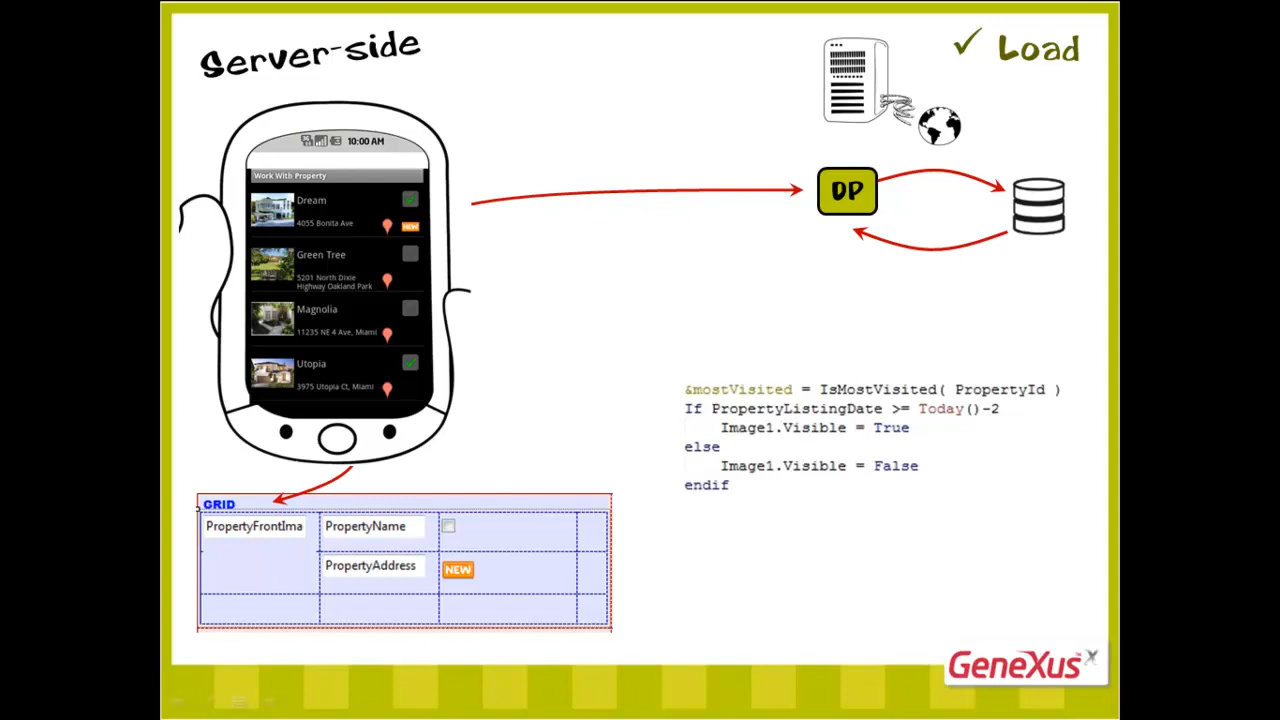 Server-side
✓ Load
10:00 AM
Work With Property
Dream
4055 Bonita Ave
NEW
Green Tree
5201 North Dixie
Highway Oakland Park
Magnolia
11235 NE 4 Ave, Miami
Utopia
3975 Utopia Ct, Miami
DP
&mostVisited = IsMostVisited( PropertyId )
If PropertyListingDate >= Today()-2
Image1.Visible = True
else
Image1.Visible = False
endif
GRID
PropertyFrontIma PropertyName
PropertyAddress NEW
GeneXus X